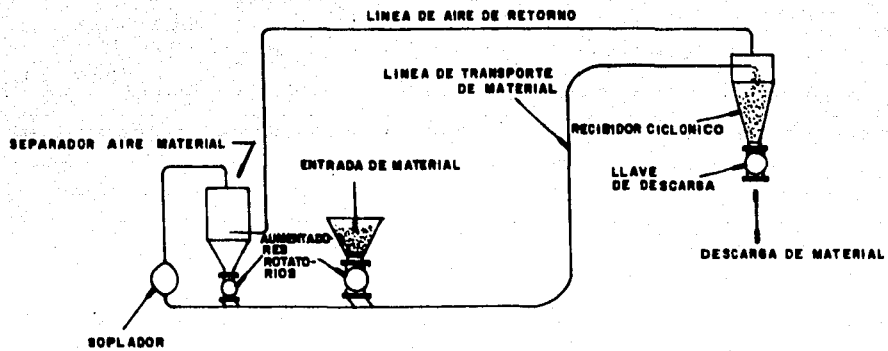 LINEA DE AIRE DE RETORNO
LINEA DE TRANSPORTE
DE MATERIAL
RECIBIDOR CICLONICO
SEPARADOR AIRE MATERIAL
ENTRADA DE MATERIAL
LLAVE
DE DESCARGA
AUMENTADO-
RES
ROTATO-
RIOS
DESCARGA DE MATERIAL
SOPLADOR